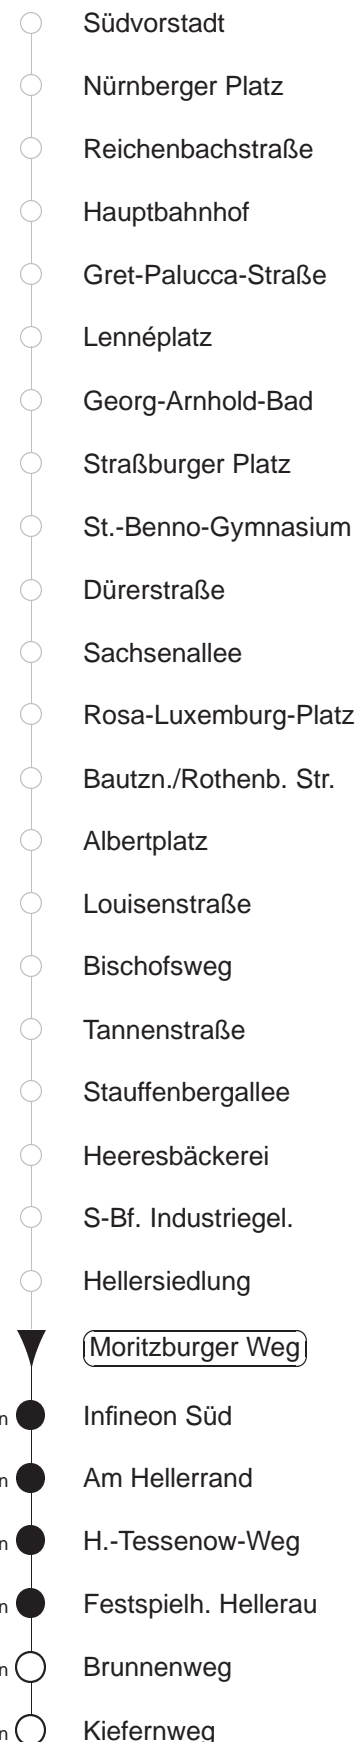 Südvorstadt
Nürnberger Platz
Reichenbachstraße
Hauptbahnhof
Gret-Palucca-Straße
Lennéplatz
Georg-Arnhold-Bad
Straßburger Platz
St.-Benno-Gymnasium
Dürerstraße
Sachsenallee
Rosa-Luxemburg-Platz
Bautzn./Rothenb. Str.
Albertplatz
Louisenstraße
Bischofsweg
Tannenstraße
Stauffenbergallee
Heeresbäckerei
S-Bf. Industriegel.
Hellersiedlung
Moritzburger Weg
n Infineon Süd
n Am Hellerrand
n H.-Tessenow-Weg
n Festspielh. Hellerau
n Brunnenweg
n Kiefernweg